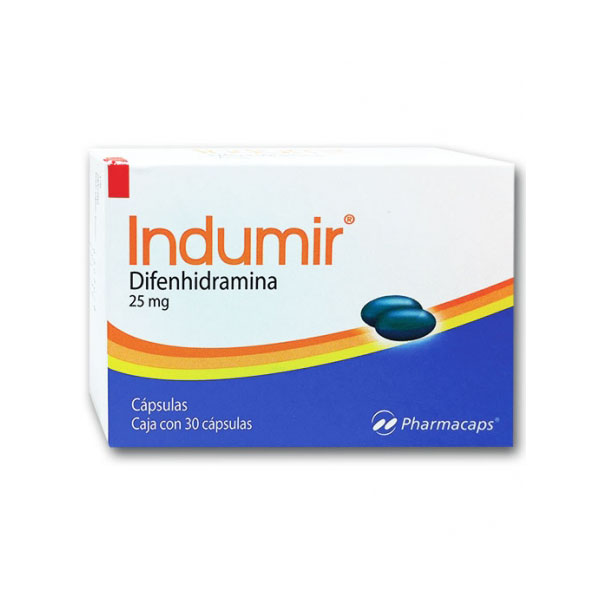 Indumir®
Difenhidramina
25 mg
Cápsulas
Caja con 30 cápsulas
Pharmacaps®